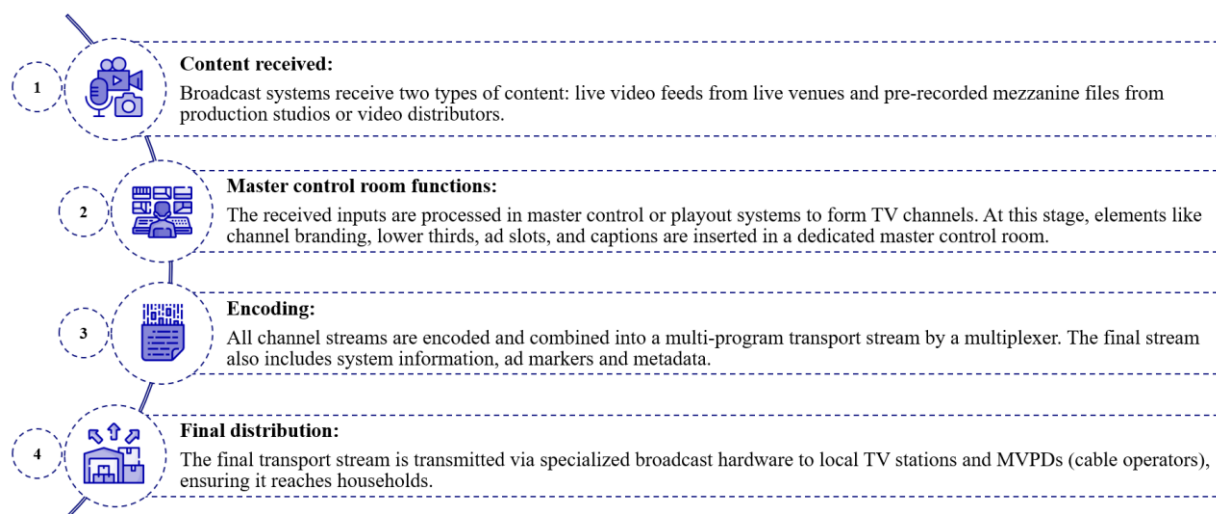 1
Content received:
Broadcast systems receive two types of content: live video feeds from live venues and pre-recorded mezzanine files from
production studios or video distributors.
2
Master control room functions:
The received inputs are processed in master control or playout systems to form TV channels. At this stage, elements like
channel branding, lower thirds, ad slots, and captions are inserted in a dedicated master control room.
3
Encoding:
All channel streams are encoded and combined into a multi-program transport stream by a multiplexer. The final stream
also includes system information, ad markers and metadata.
4
Final distribution:
The final transport stream is transmitted via specialized broadcast hardware to local TV stations and MVPDs (cable operators),
ensuring it reaches households.